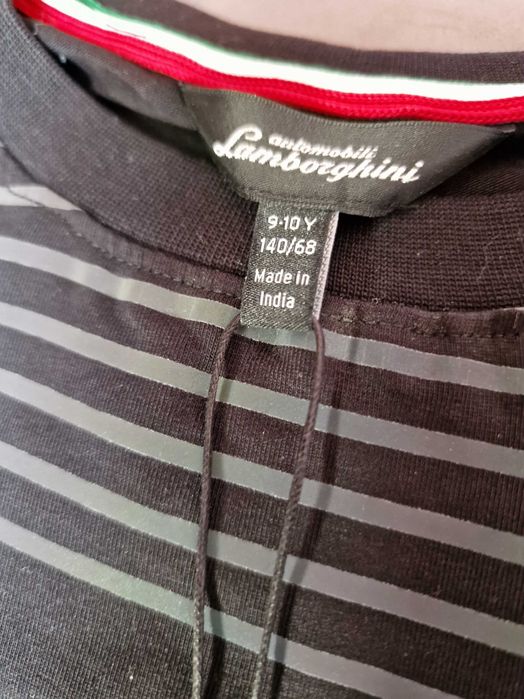 automobili
Lamborghini
9-10 Y
140/68
Made in
India